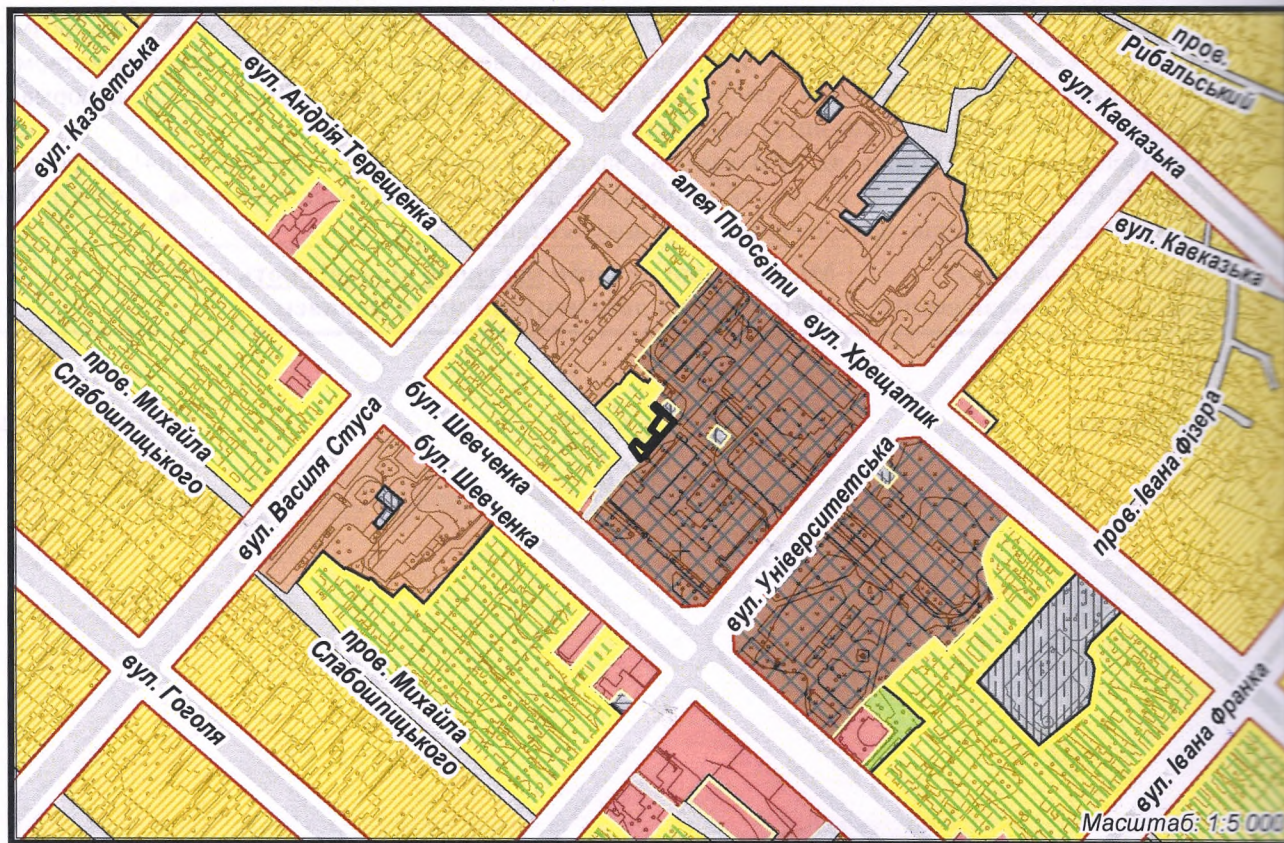 пров.
Рибальський
вул. Кавказька
вул. Казбетська
вул. Андрія Терещенка
алея Просвіти
вул. Кавказька
вул. Хрещатик
пров. Михайла
Слабошпицького
бул. Шевченка
бул. Шевченка
вул. Василя Стуса
вул. Університетська
пров. Івана Фізера
вул. Гоголя
пров. Михайла
Слабошпицького
вул. Івана Франка
Масштаб: 1:5 000